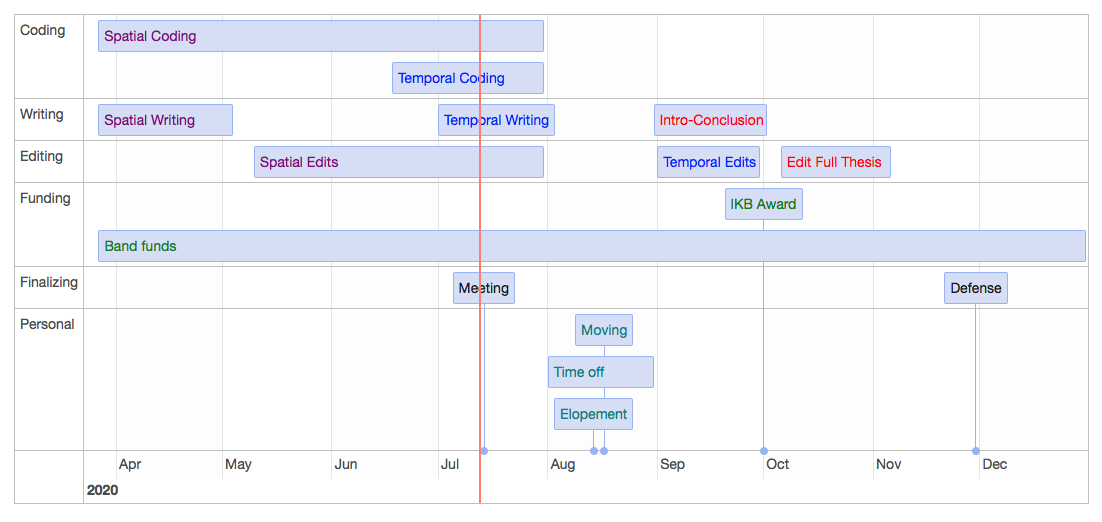 Coding
Spatial Coding
Temporal Coding
Writing
Spatial Writing
Temporal Writing
Intro-Conclusion
Editing
Spatial Edits
Temporal Edits
Edit Full Thesis
Funding
IKB Award
Band funds
Finalizing
Meeting
Defense
Personal
Moving
Time off
Elopement
Apr May Jun Jul Aug Sep Oct Nov Dec
2020